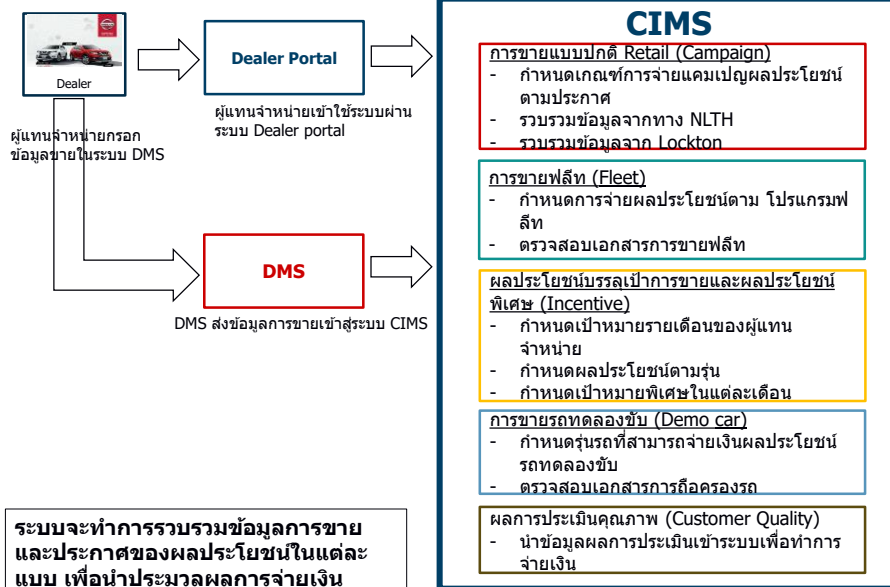 Dealer
ผู้แทนจำหน่ายกรอก
ข้อมูลขายในระบบ DMS
Dealer Portal
ผู้แทนจำหน่ายเข้าใช้ระบบผ่าน
ระบบ Dealer portal
DMS
DMS ส่งข้อมูลการขายเข้าสู่ระบบ CIMS
CIMS
การขายแบบปกติ Retail (Campaign)
- กำหนดเกณฑ์การจ่ายแคมเปญผลประโยชน์
ตามประกาศ
- รวบรวมข้อมูลจากทาง NLTH
- รวบรวมข้อมูลจาก Lockton
การขายฟลีท (Fleet)
- กำหนดการจ่ายผลประโยชน์ตาม โปรแกรมฟ
ลีท
- ตรวจสอบเอกสารการขายฟลีท
ผลประโยชน์บรรลุเป้าการขายและผลประโยชน์
พิเศษ (Incentive)
- กำหนดเป้าหมายรายเดือนของผู้แทน
จำหน่าย
- กำหนดผลประโยชน์ตามรุ่น
- กำหนดเป้าหมายพิเศษในแต่ละเดือน
การขายรถทดลองขับ (Demo car)
- กำหนดรุ่นรถที่สามารถจ่ายเงินผลประโยชน์
รถทดลองขับ
- ตรวจสอบเอกสารการถือครองรถ
ผลการประเมินคุณภาพ (Customer Quality)
- นำข้อมูลผลการประเมินเข้าระบบเพื่อทำการ
จ่ายเงิน
ระบบจะทำการรวบรวมข้อมูลการขาย
และประกาศของผลประโยชน์ในแต่ละ
แบบ เพื่อนำประมวลผลการจ่ายเงิน